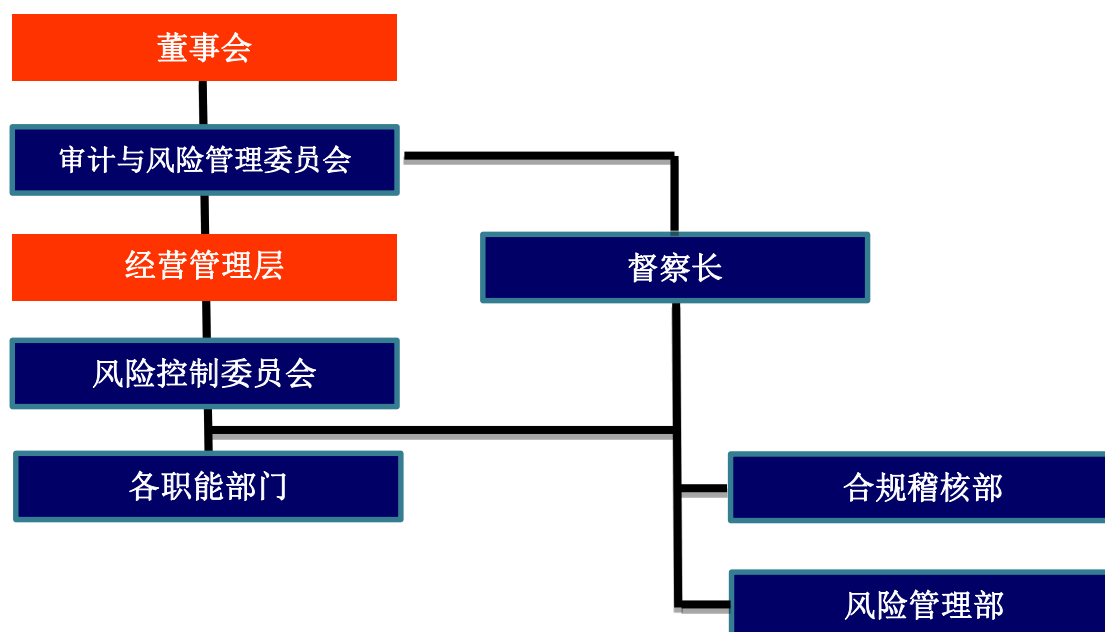 董事会
审计与风险管理委员会
经营管理层
督察长
风险控制委员会
各职能部门
合规稽核部
风险管理部